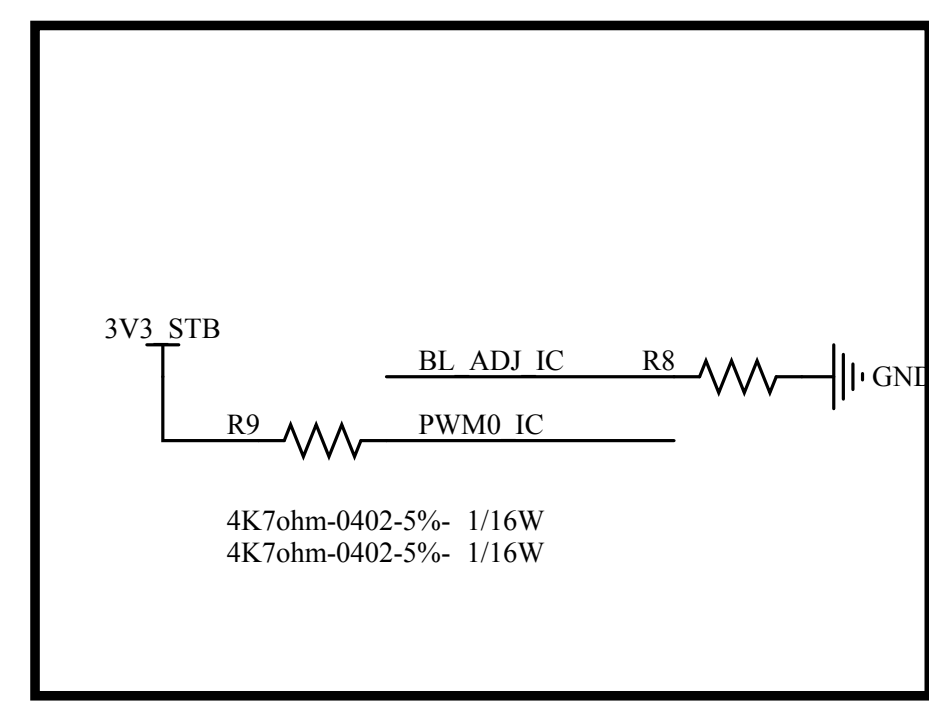 3V3_STB
BL_ADJ_IC R8
GND
R9 PWM0_IC
4K7ohm-0402-5%- 1/16W
4K7ohm-0402-5%- 1/16W